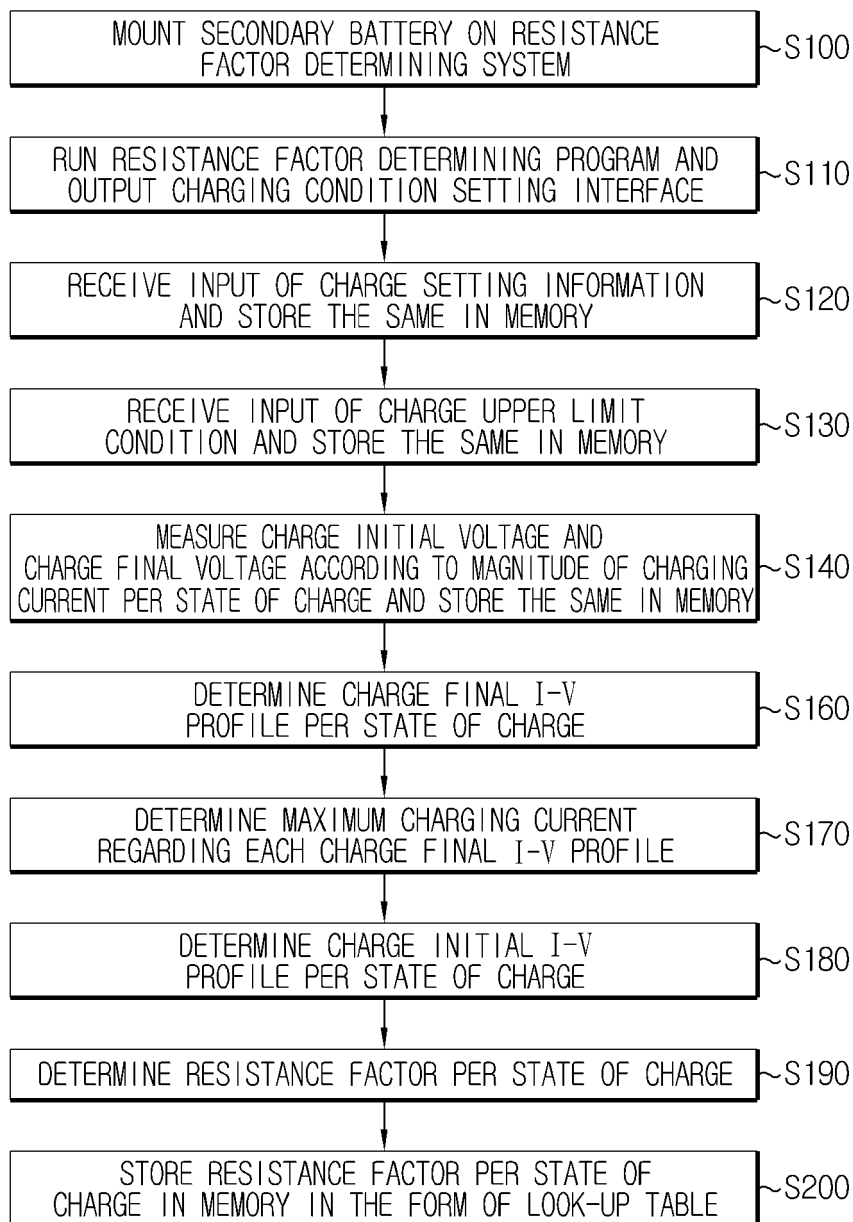 MOUNT SECONDARY BATTERY ON RESISTANCE
FACTOR DETERMINING SYSTEM
~S100
RUN RESISTANCE FACTOR DETERMINING PROGRAM AND
OUTPUT CHARGING CONDITION SETTING INTERFACE
~S110
RECEIVE INPUT OF CHARGE SETTING INFORMATION
AND STORE THE SAME IN MEMORY
~S120
RECEIVE INPUT OF CHARGE UPPER LIMIT
CONDITION AND STORE THE SAME IN MEMORY
~S130
MEASURE CHARGE INITIAL VOLTAGE AND
CHARGE FINAL VOLTAGE ACCORDING TO MAGNITUDE OF CHARGING
CURRENT PER STATE OF CHARGE AND STORE THE SAME IN MEMORY
~S140
DETERMINE CHARGE FINAL I-V
PROFILE PER STATE OF CHARGE
~S160
DETERMINE MAXIMUM CHARGING CURRENT
REGARDING EACH CHARGE FINAL I-V PROFILE
~S170
DETERMINE CHARGE INITIAL I-V
PROFILE PER STATE OF CHARGE
~S180
DETERMINE RESISTANCE FACTOR PER STATE OF CHARGE
~S190
STORE RESISTANCE FACTOR PER STATE OF
CHARGE IN MEMORY IN THE FORM OF LOOK-UP TABLE
~S200